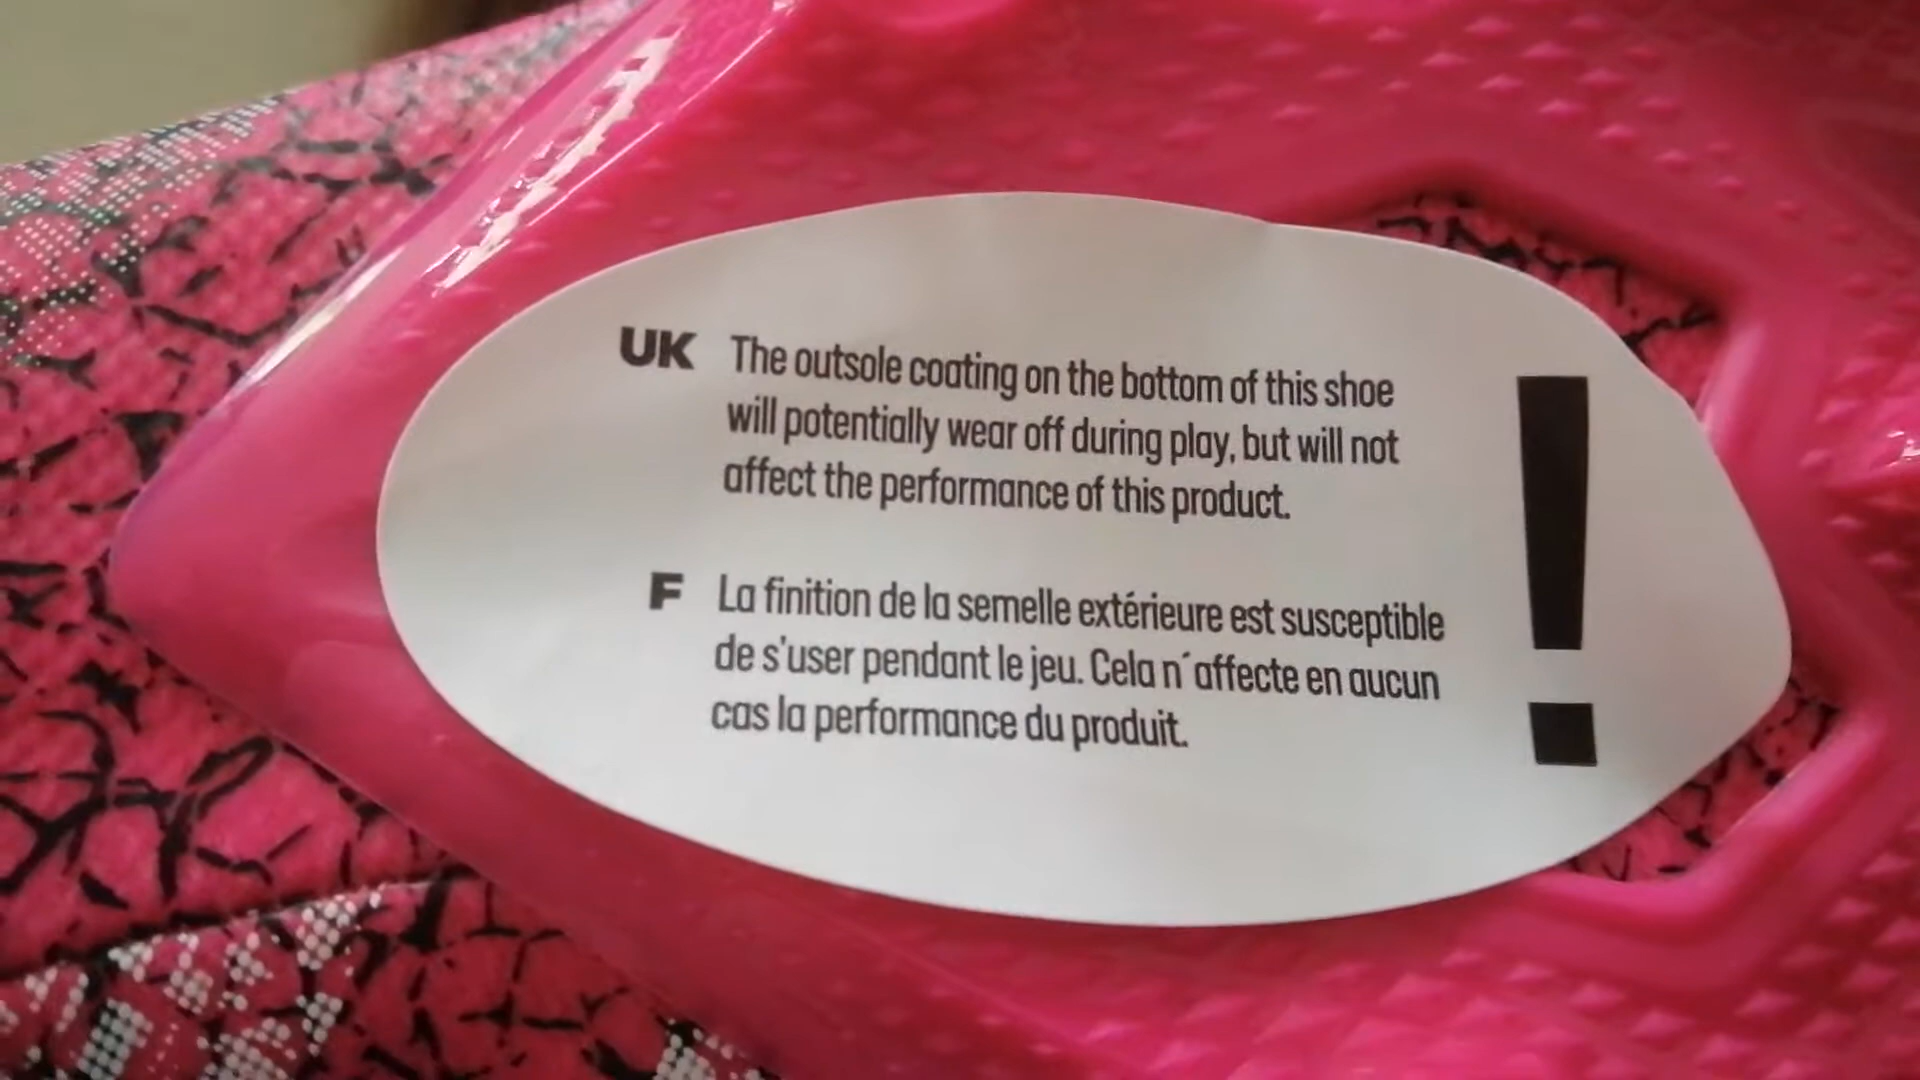 UK The outsole coating on the bottom of this shoe
will potentially wear off during play, but will not
affect the performance of this product.
F La finition de la semelle extérieure est susceptible
de s'user pendant le jeu. Cela n´affecte en aucun
cas la performance du produit.
!